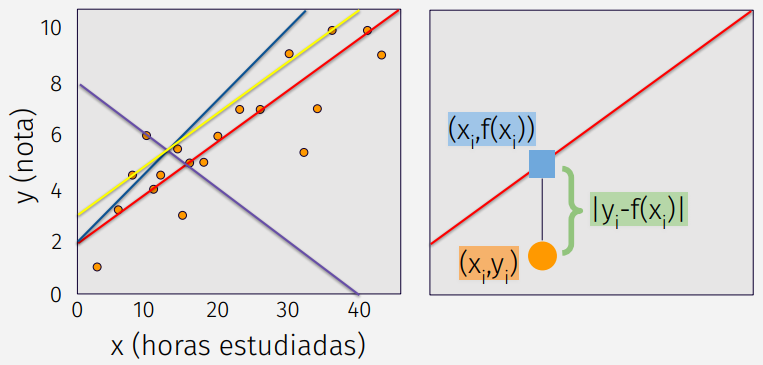 10
8
6
4
2
0
y (nota)
0 10 20 30 40
x (horas estudiadas)
(xᵢ,f(xᵢ))
|yᵢ-f(xᵢ)|
(xᵢ,yᵢ)